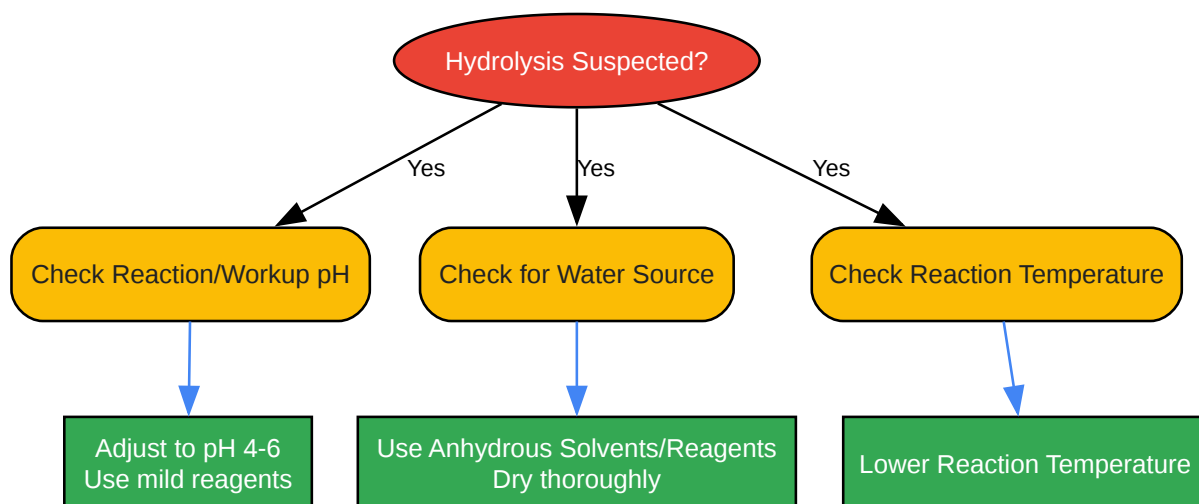 Hydrolysis Suspected?
Yes
Yes
Yes
Check Reaction/Workup pH
Check for Water Source
Check Reaction Temperature
Adjust to pH 4-6
Use mild reagents
Use Anhydrous Solvents/Reagents
Dry thoroughly
Lower Reaction Temperature